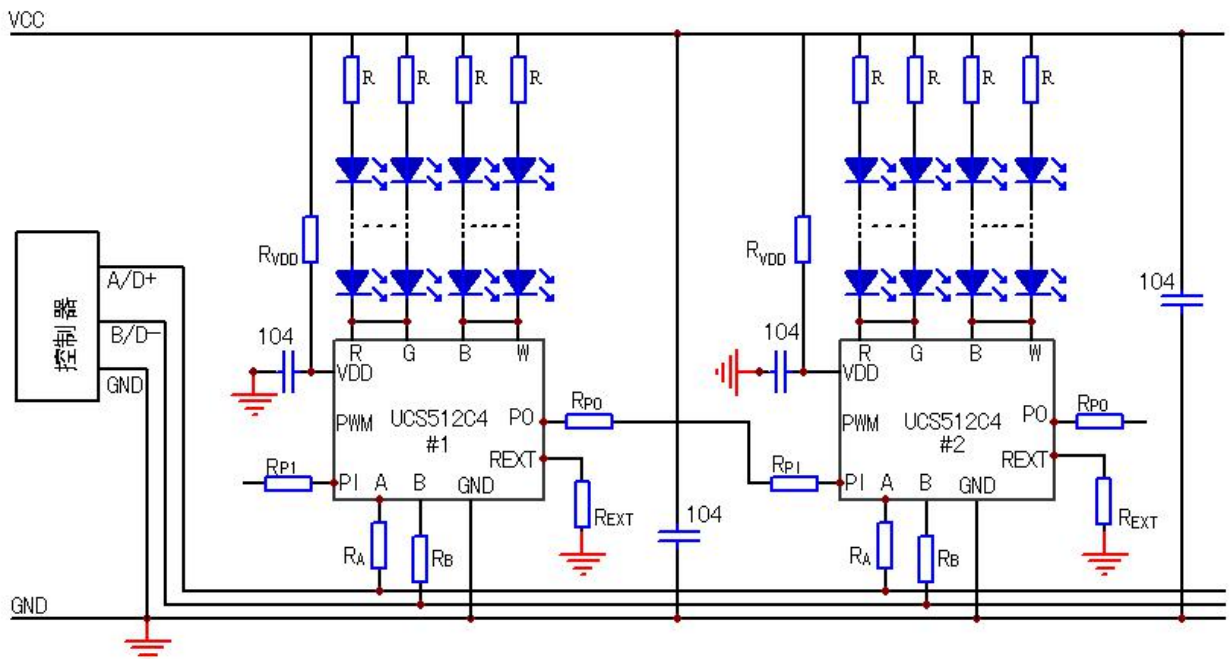 VCC
R R R R R R R R
RVDD RVDD
控制器
A/D+
B/D-
GND
104 104 104
R G B W R G B W
VDD VDD
PWM UCS512C4 PO RPO PWM UCS512C4 PO RPO
#1 #2
REXT REXT
RP1 PI A B GND RPI PI A B GND
REXT 104 REXT
RA RB RA RB
GND